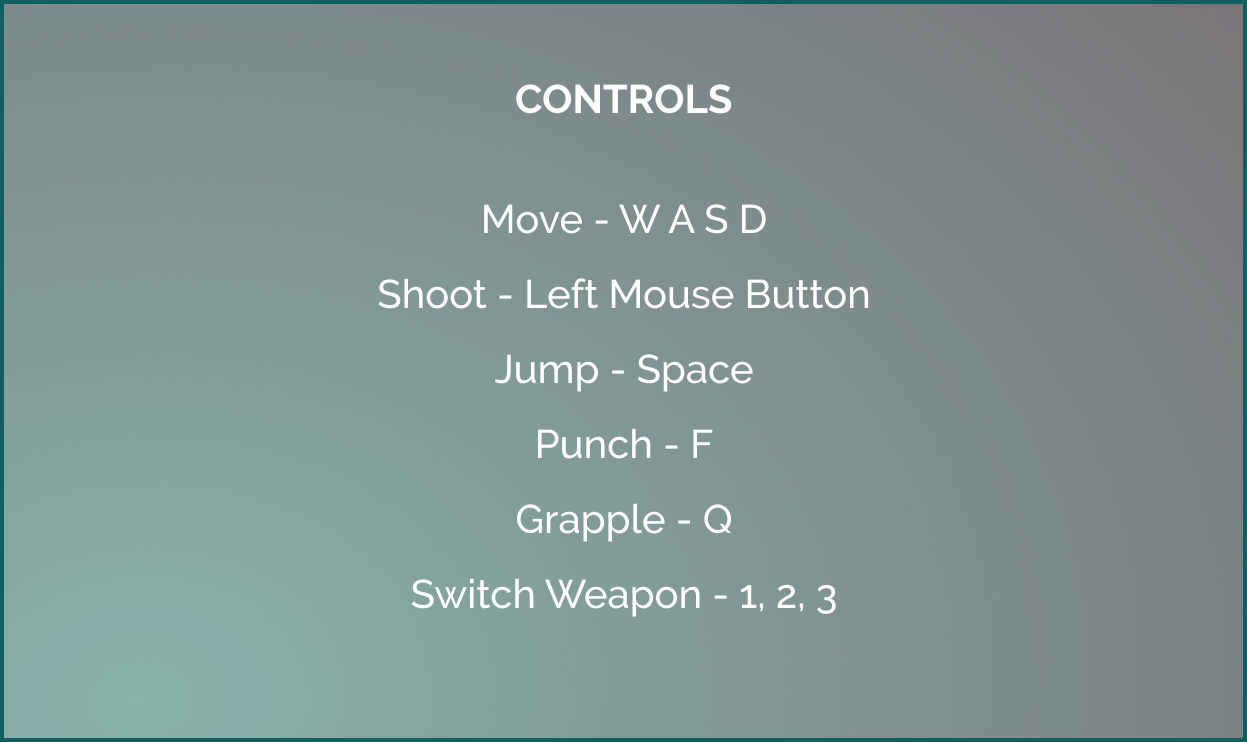 CONTROLS
Move - W A S D
Shoot - Left Mouse Button
Jump - Space
Punch - F
Grapple - Q
Switch Weapon - 1, 2, 3